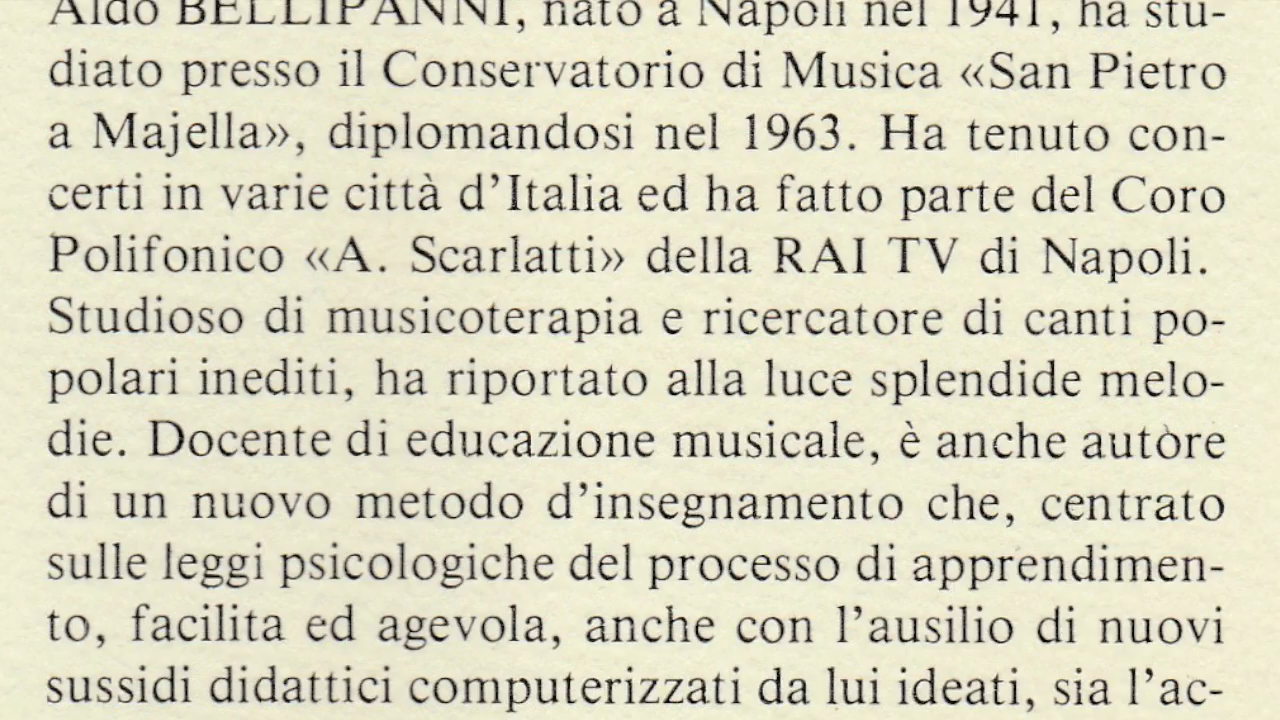 Aldo BELLIPANNI, nato a Napoli nel 1941, ha stu-
diato presso il Conservatorio di Musica «San Pietro
a Majella», diplomandosi nel 1963. Ha tenuto con-
certi in varie città d’Italia ed ha fatto parte del Coro
Polifonico «A. Scarlatti» della RAI TV di Napoli.
Studioso di musicoterapia e ricercatore di canti po-
polari inediti, ha riportato alla luce splendide melo-
die. Docente di educazione musicale, è anche autore
di un nuovo metodo d’insegnamento che, centrato
sulle leggi psicologiche del processo di apprendimen-
to, facilita ed agevola, anche con l’ausilio di nuovi
sussidi didattici computerizzati da lui ideati, sia l’ac-